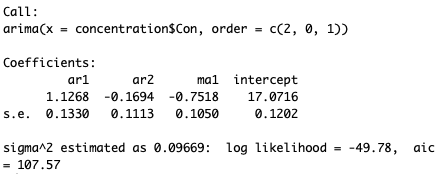 Call:
arima(x = concentration$Con, order = c(2, 0, 1))
Coefficients:
ar1 ar2 ma1 intercept
1.1268 -0.1694 -0.7518 17.0716
s.e. 0.1330 0.1113 0.1050 0.1202
sigma^2 estimated as 0.09669: log likelihood = -49.78, aic
= 107.57